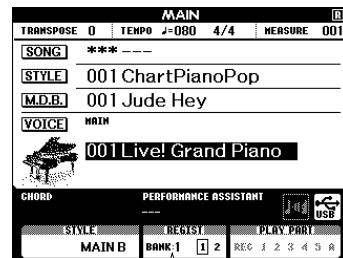 MAIN R
TRANSPOSE 0 TEMPO ♩=080 4/4 MEASURE 001
SONG *** ---
STYLE 001 ChartPianoPop
M.D.B. 001 Jude Hey
VOICE MAIN
001 Live! Grand Piano
CHORD PERFORMANCE ASSISTANT
---
USB
STYLE REGIST PLAY PART
MAIN B BANK:1 1 2 REC 1 2 3 4 5 A